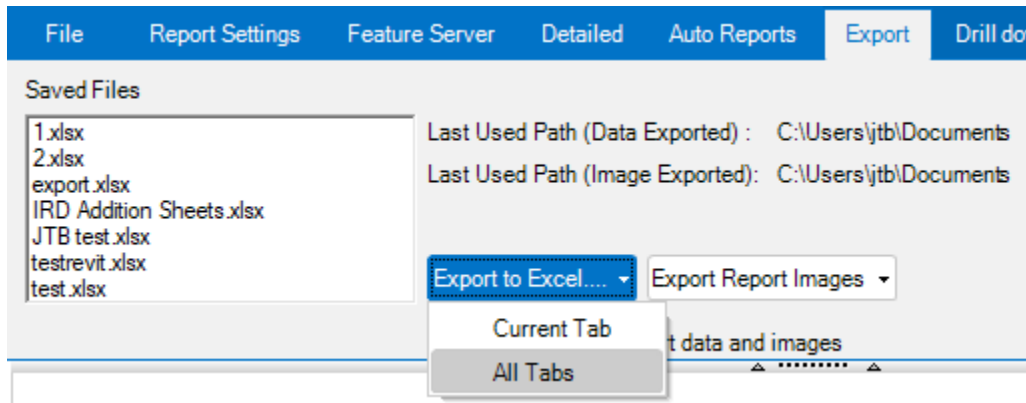 File Report Settings Feature Server Detailed Auto Reports Export Drill do
Saved Files
1.xlsx
2.xlsx
export.xlsx
IRD Addition Sheets.xlsx
JTB test.xlsx
testrevit.xlsx
test.xlsx
Last Used Path (Data Exported) : C:\Users\jtb\Documents
Last Used Path (Image Exported): C:\Users\jtb\Documents
Export to Excel.... Export Report Images
Current Tab
All Tabs
t data and images